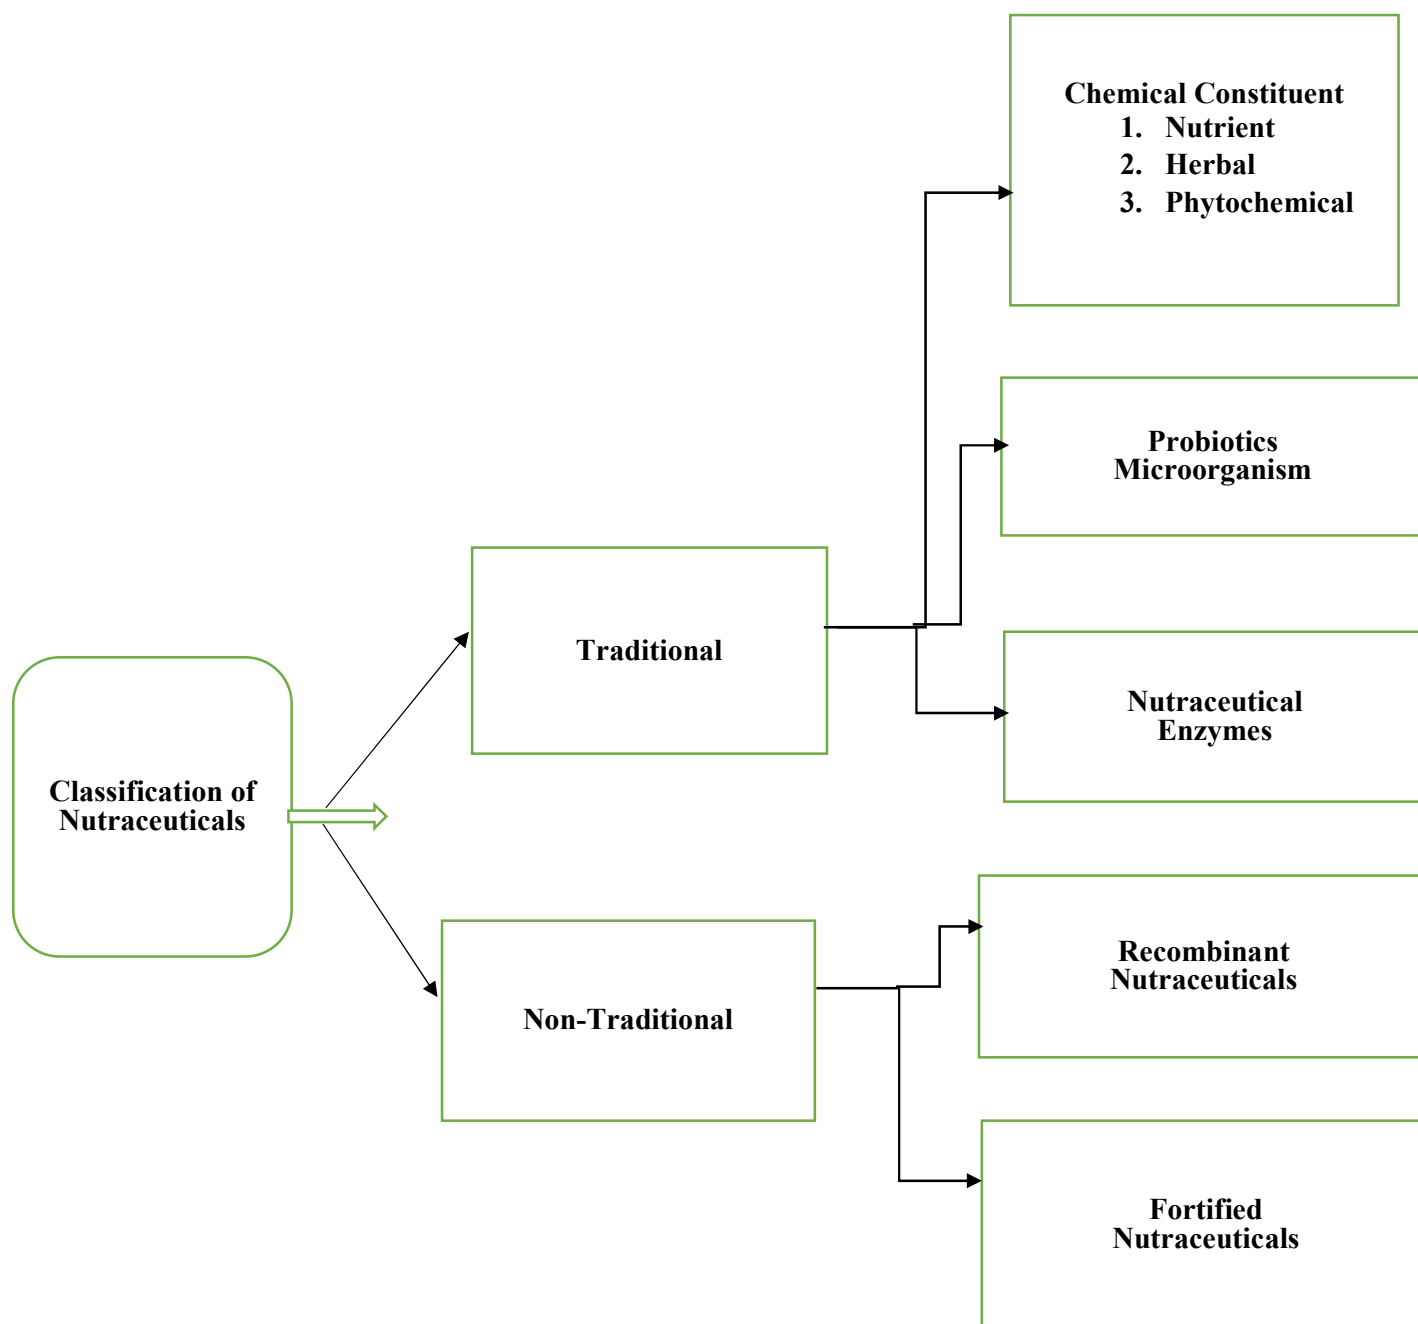 Chemical Constituent
1. Nutrient
2. Herbal
3. Phytochemical
Probiotics
Microorganism
Traditional
Nutraceutical
Enzymes
Classification of
Nutraceuticals
Recombinant
Nutraceuticals
Non-Traditional
Fortified
Nutraceuticals